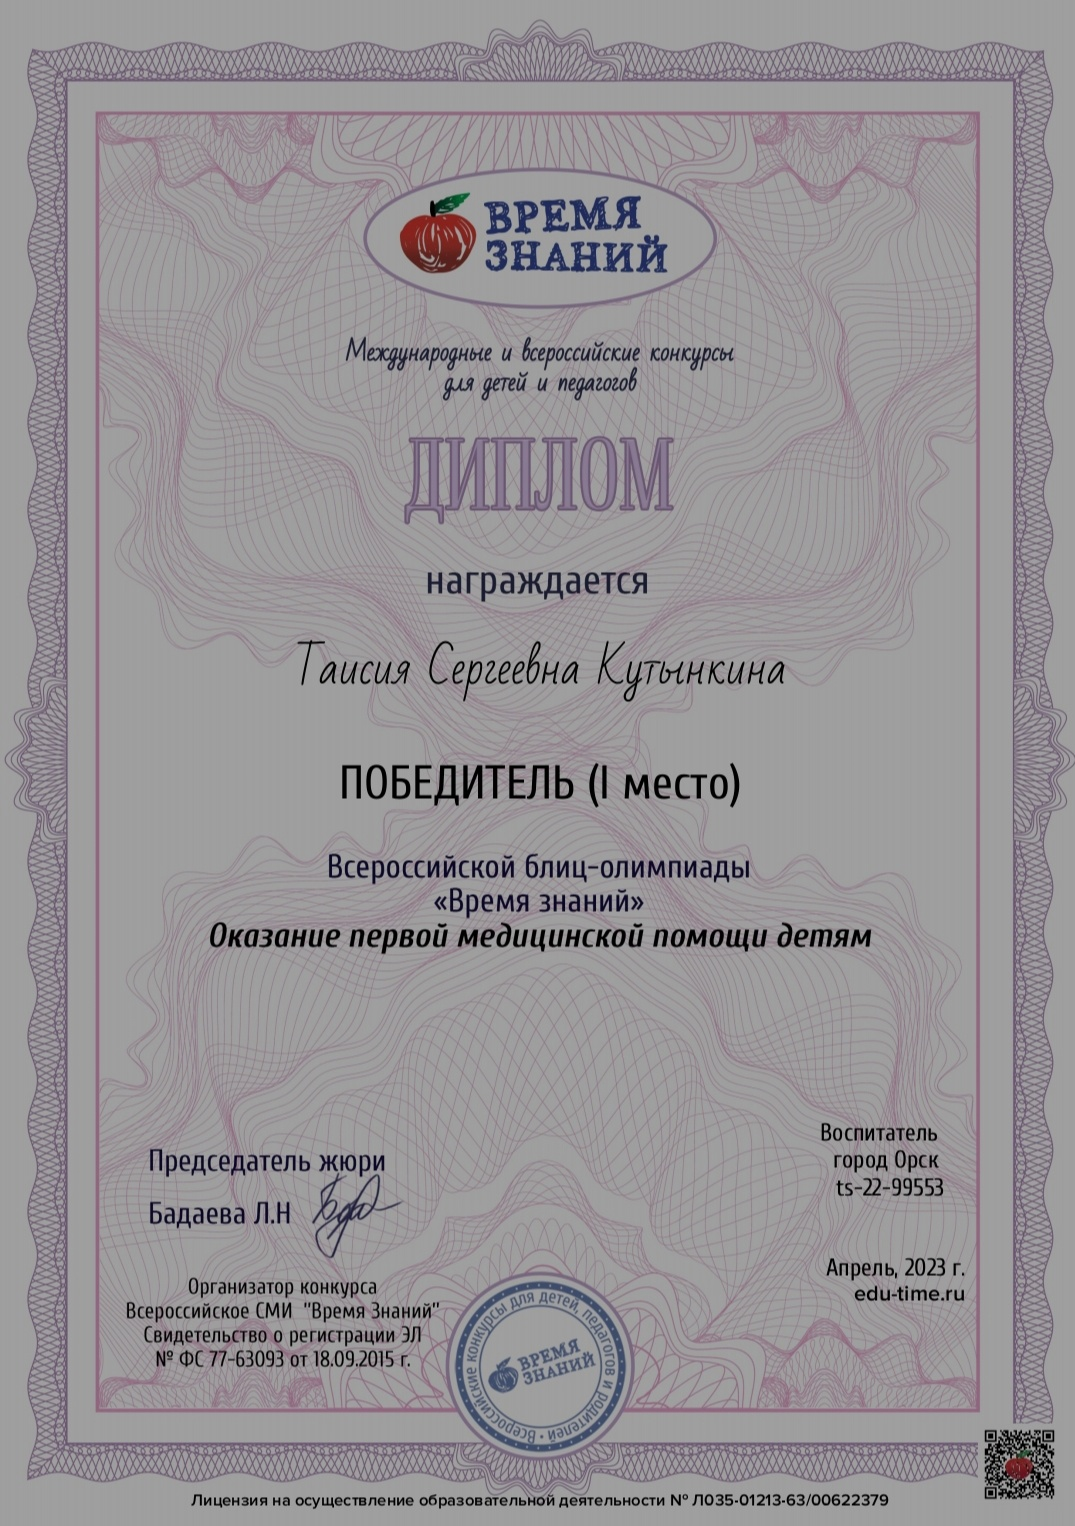 ВРЕМЯ
ЗНАНИЙ
Международные и всероссийские конкурсы
для детей и педагогов
ДИПЛОМ
награждается
Таисия Сергеевна Кутынкина
ПОБЕДИТЕЛЬ (I место)
Всероссийской блиц-олимпиады
«Время знаний»
Оказание первой медицинской помощи детям
Воспитатель
город Орск
ts-22-99553
Председатель жюри
Бадаева Л.Н
Апрель, 2023 г.
edu-time.ru
Организатор конкурса
Всероссийское СМИ "Время Знаний"
Свидетельство о регистрации ЭЛ
№ ФС 77-63093 от 18.09.2015 г.
Всероссийские конкурсы для детей, педагогов и родителей •
ВРЕМЯ
ЗНАНИЙ
Лицензия на осуществление образовательной деятельности № Л035-01213-63/00622379